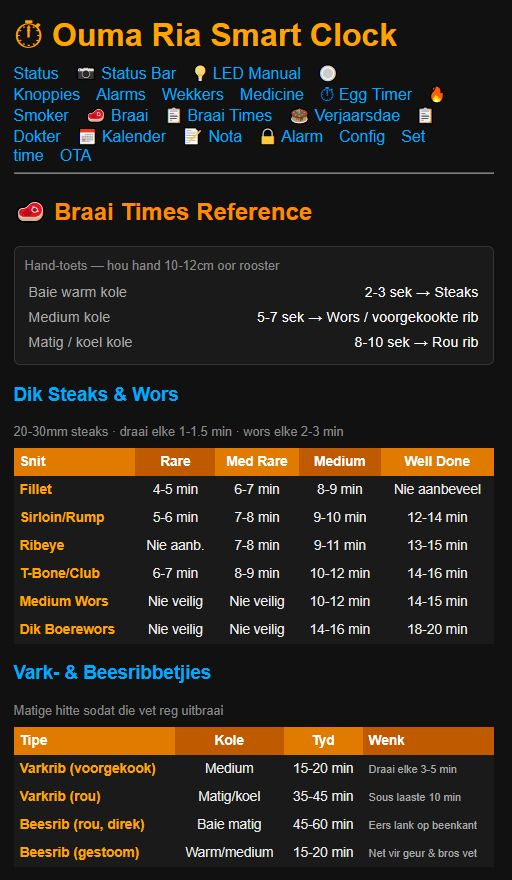 Ouma Ria Smart Clock
Status Status Bar LED Manual
Knoppies Alarms Wekkers Medicine Egg Timer
Smoker Braai Braai Times Verjaarsdae
Dokter Kalender Nota Alarm Config Set
time OTA
Braai Times Reference
Hand-toets — hou hand 10-12cm oor rooster
Baie warm kole 2-3 sek → Steaks
Medium kole 5-7 sek → Wors / voorgekookte rib
Matig / koel kole 8-10 sek → Rou rib
Dik Steaks & Wors
20-30mm steaks · draai elke 1-1.5 min · wors elke 2-3 min
Snit Rare Med Rare Medium Well Done
Fillet 4-5 min 6-7 min 8-9 min Nie aanbeveel
Sirloin/Rump 5-6 min 7-8 min 9-10 min 12-14 min
Ribeye Nie aanb. 7-8 min 9-11 min 13-15 min
T-Bone/Club 6-7 min 8-9 min 10-12 min 14-16 min
Medium Wors Nie veilig Nie veilig 10-12 min 14-15 min
Dik Boerewors Nie veilig Nie veilig 14-16 min 18-20 min
Vark- & Beesribbetjies
Matige hitte sodat die vet reg uitbraai
Tipe Kole Tyd Wenk
Varkrib (voorgekook) Medium 15-20 min Draai elke 3-5 min
Varkrib (rou) Matig/koel 35-45 min Sous laaste 10 min
Beesrib (rou, direk) Baie matig 45-60 min Eers lank op beenkant
Beesrib (gestoom) Warm/medium 15-20 min Net vir geur & bros vet